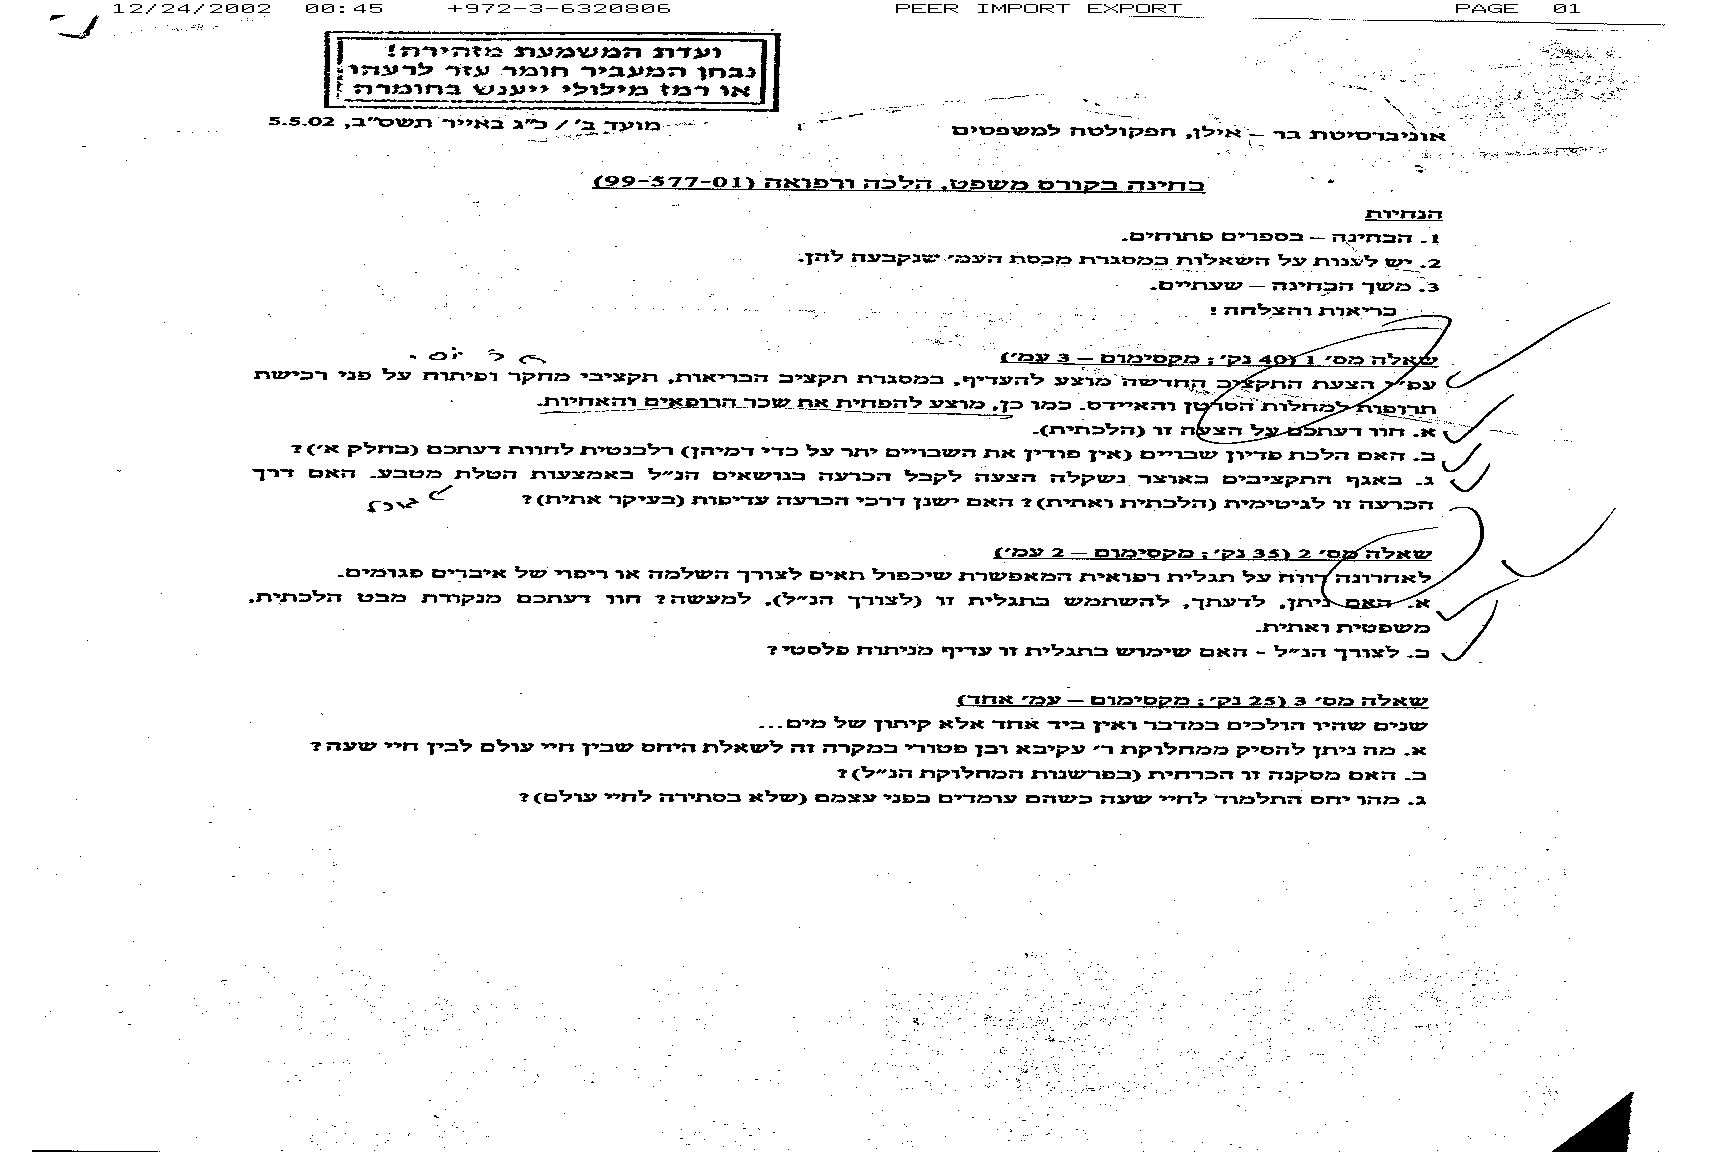 12/24/2002 00:45 +972-3-6320806 PEER IMPORT EXPORT PAGE 01
ועדת המשמעת מזהירה!
נבחן המעביר חומר עזר לרעהו
או רמז מילולי ייענש בחומרה
מועד ב' / כ"ג באייר תשס"ב, 5.5.02
אוניברסיטת בר – אילן, הפקולטה למשפטים
בחינה בקורס משפט, הלכה ורפואה (99-577-01)
הנחיות
1. הבחינה – בספרים פתוחים.
2. יש לענות על השאלות במסגרת מכסת העמ' שנקבעה להן.
3. משך הבחינה – שעתיים.
בריאות והצלחה!
שאלה מס' 1 (40 נק'; מקסימום – 3 עמ')
עפ"י הצעת התקציב החדשה מוצע להעדיף, במסגרת תקציב הבריאות, תקציבי מחקר ופיתוח על פני רכישת
תרופות למחלות הסרטן והאיידס. כמו כן, מוצע להפחית את שכר הרופאים והאחיות.
א. חוו דעתכם על הצעה זו (הלכתית).
ב. האם הלכת פדיון שבויים (אין פודין את השבויים יתר על כדי דמיהן) רלבנטית לחוות דעתכם (בחלק א')?
ג. באגף התקציבים באוצר נשקלה הצעה לקבל הכרעה בנושאים הנ"ל באמצעות הטלת מטבע. האם דרך
הכרעה זו לגיטימית (הלכתית ואתית)? האם ישנן דרכי הכרעה עדיפות (בעיקר אתית)?
שאלה מס' 2 (35 נק'; מקסימום – 2 עמ')
לאחרונה דווח על תגלית רפואית המאפשרת שיכפול תאים לצורך השלמה או ריפוי של איברים פגומים.
א. האם ניתן, לדעתך, להשתמש בתגלית זו (לצורך הנ"ל), למעשה? חוו דעתכם מנקודת מבט הלכתית,
משפטית ואתית.
ב. לצורך הנ"ל - האם שימוש בתגלית זו עדיף מניתוח פלסטי?
שאלה מס' 3 (25 נק'; מקסימום – עמ' אחד)
שנים שהיו הולכים במדבר ואין ביד אחד אלא קיתון של מים...
א. מה ניתן להסיק ממחלוקת ר' עקיבא ובן פטורי במקרה זה לשאלת היחס שבין חיי עולם לבין חיי שעה?
ב. האם מסקנה זו הכרחית (בפרשנות המחלוקת הנ"ל)?
ג. מהו יחס התלמוד לחיי שעה כשהם עומדים בפני עצמם (שלא בסתירה לחיי עולם)?